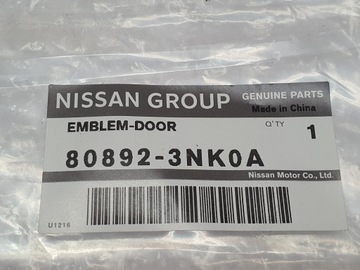 NISSAN GROUP GENUINE PARTS
Made in China
EMBLEM-DOOR Q'TY 1
80892-3NK0A
Nissan Motor Co., Ltd.
U1216